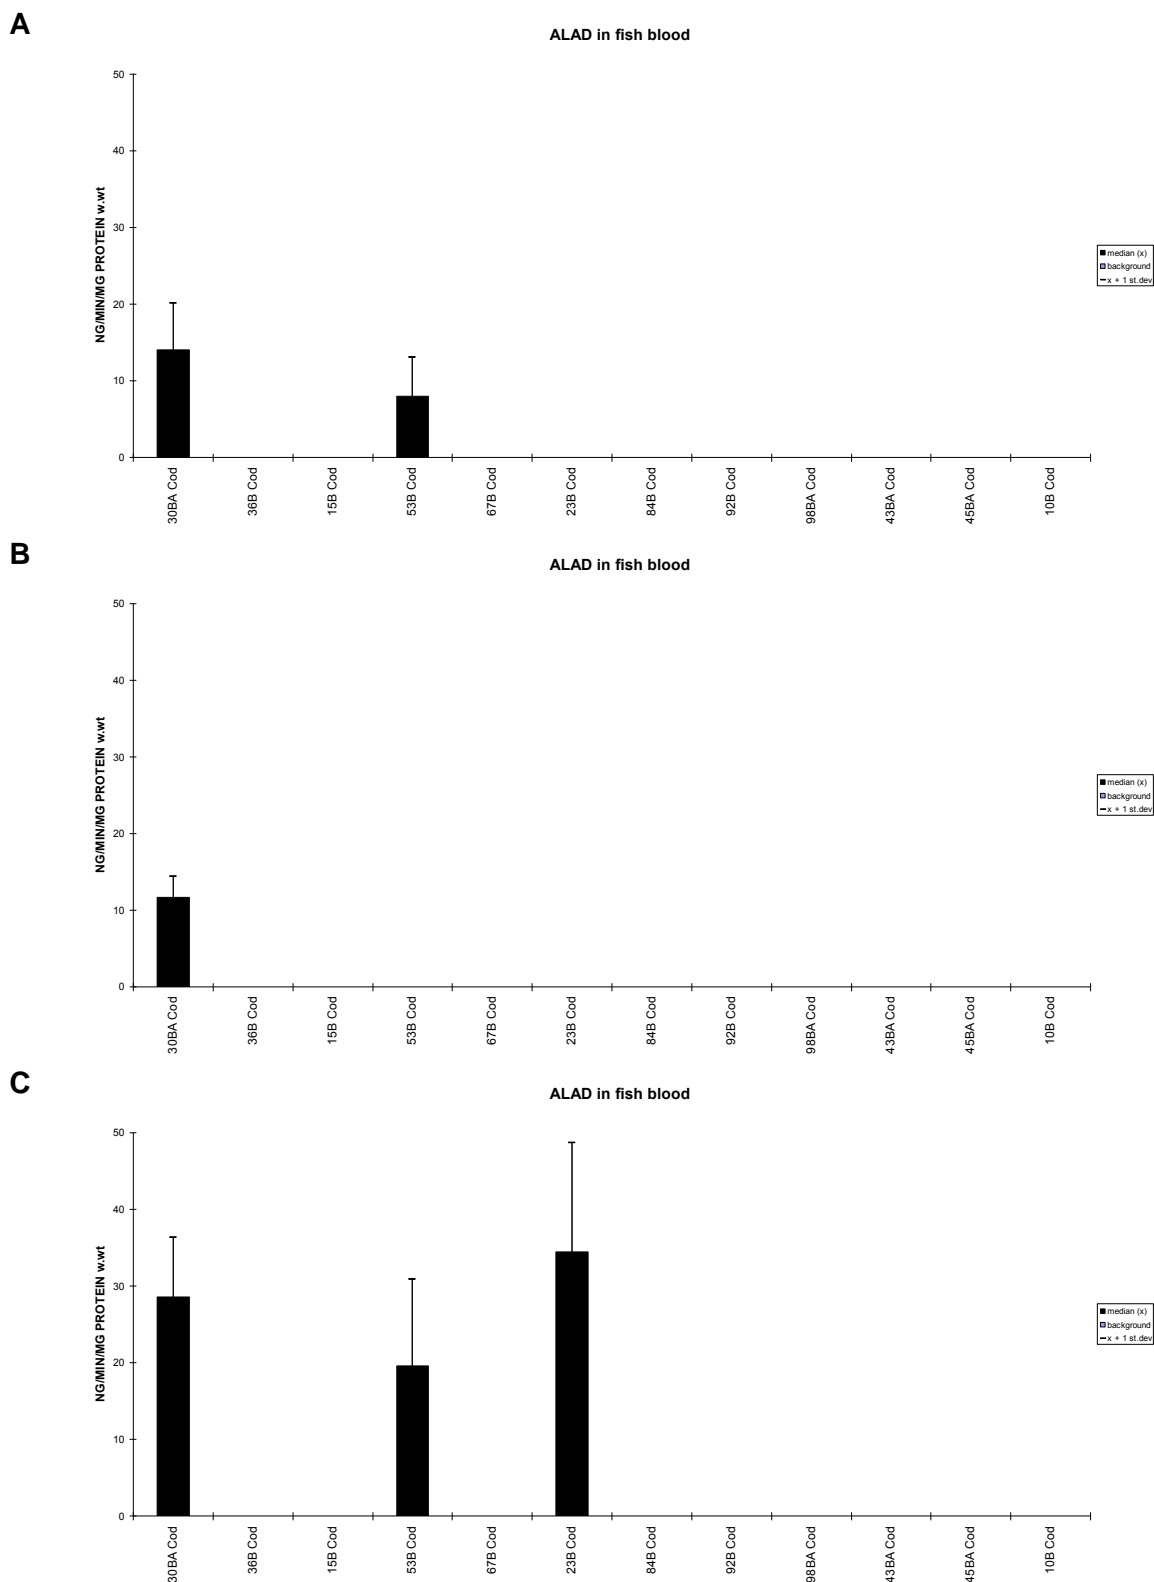 A
ALAD in fish blood
50
40
30
20
10
0
NG/MIN/MG PROTEIN w.wt
30BA Cod
36B Cod
15B Cod
53B Cod
67B Cod
23B Cod
84B Cod
92B Cod
98BA Cod
43BA Cod
45BA Cod
10B Cod
median (x)
background
x + 1 st.dev
B
ALAD in fish blood
50
40
30
20
10
0
NG/MIN/MG PROTEIN w.wt
30BA Cod
36B Cod
15B Cod
53B Cod
67B Cod
23B Cod
84B Cod
92B Cod
98BA Cod
43BA Cod
45BA Cod
10B Cod
median (x)
background
x + 1 st.dev
C
ALAD in fish blood
50
40
30
20
10
0
NG/MIN/MG PROTEIN w.wt
30BA Cod
36B Cod
15B Cod
53B Cod
67B Cod
23B Cod
84B Cod
92B Cod
98BA Cod
43BA Cod
45BA Cod
10B Cod
median (x)
background
x + 1 st.dev